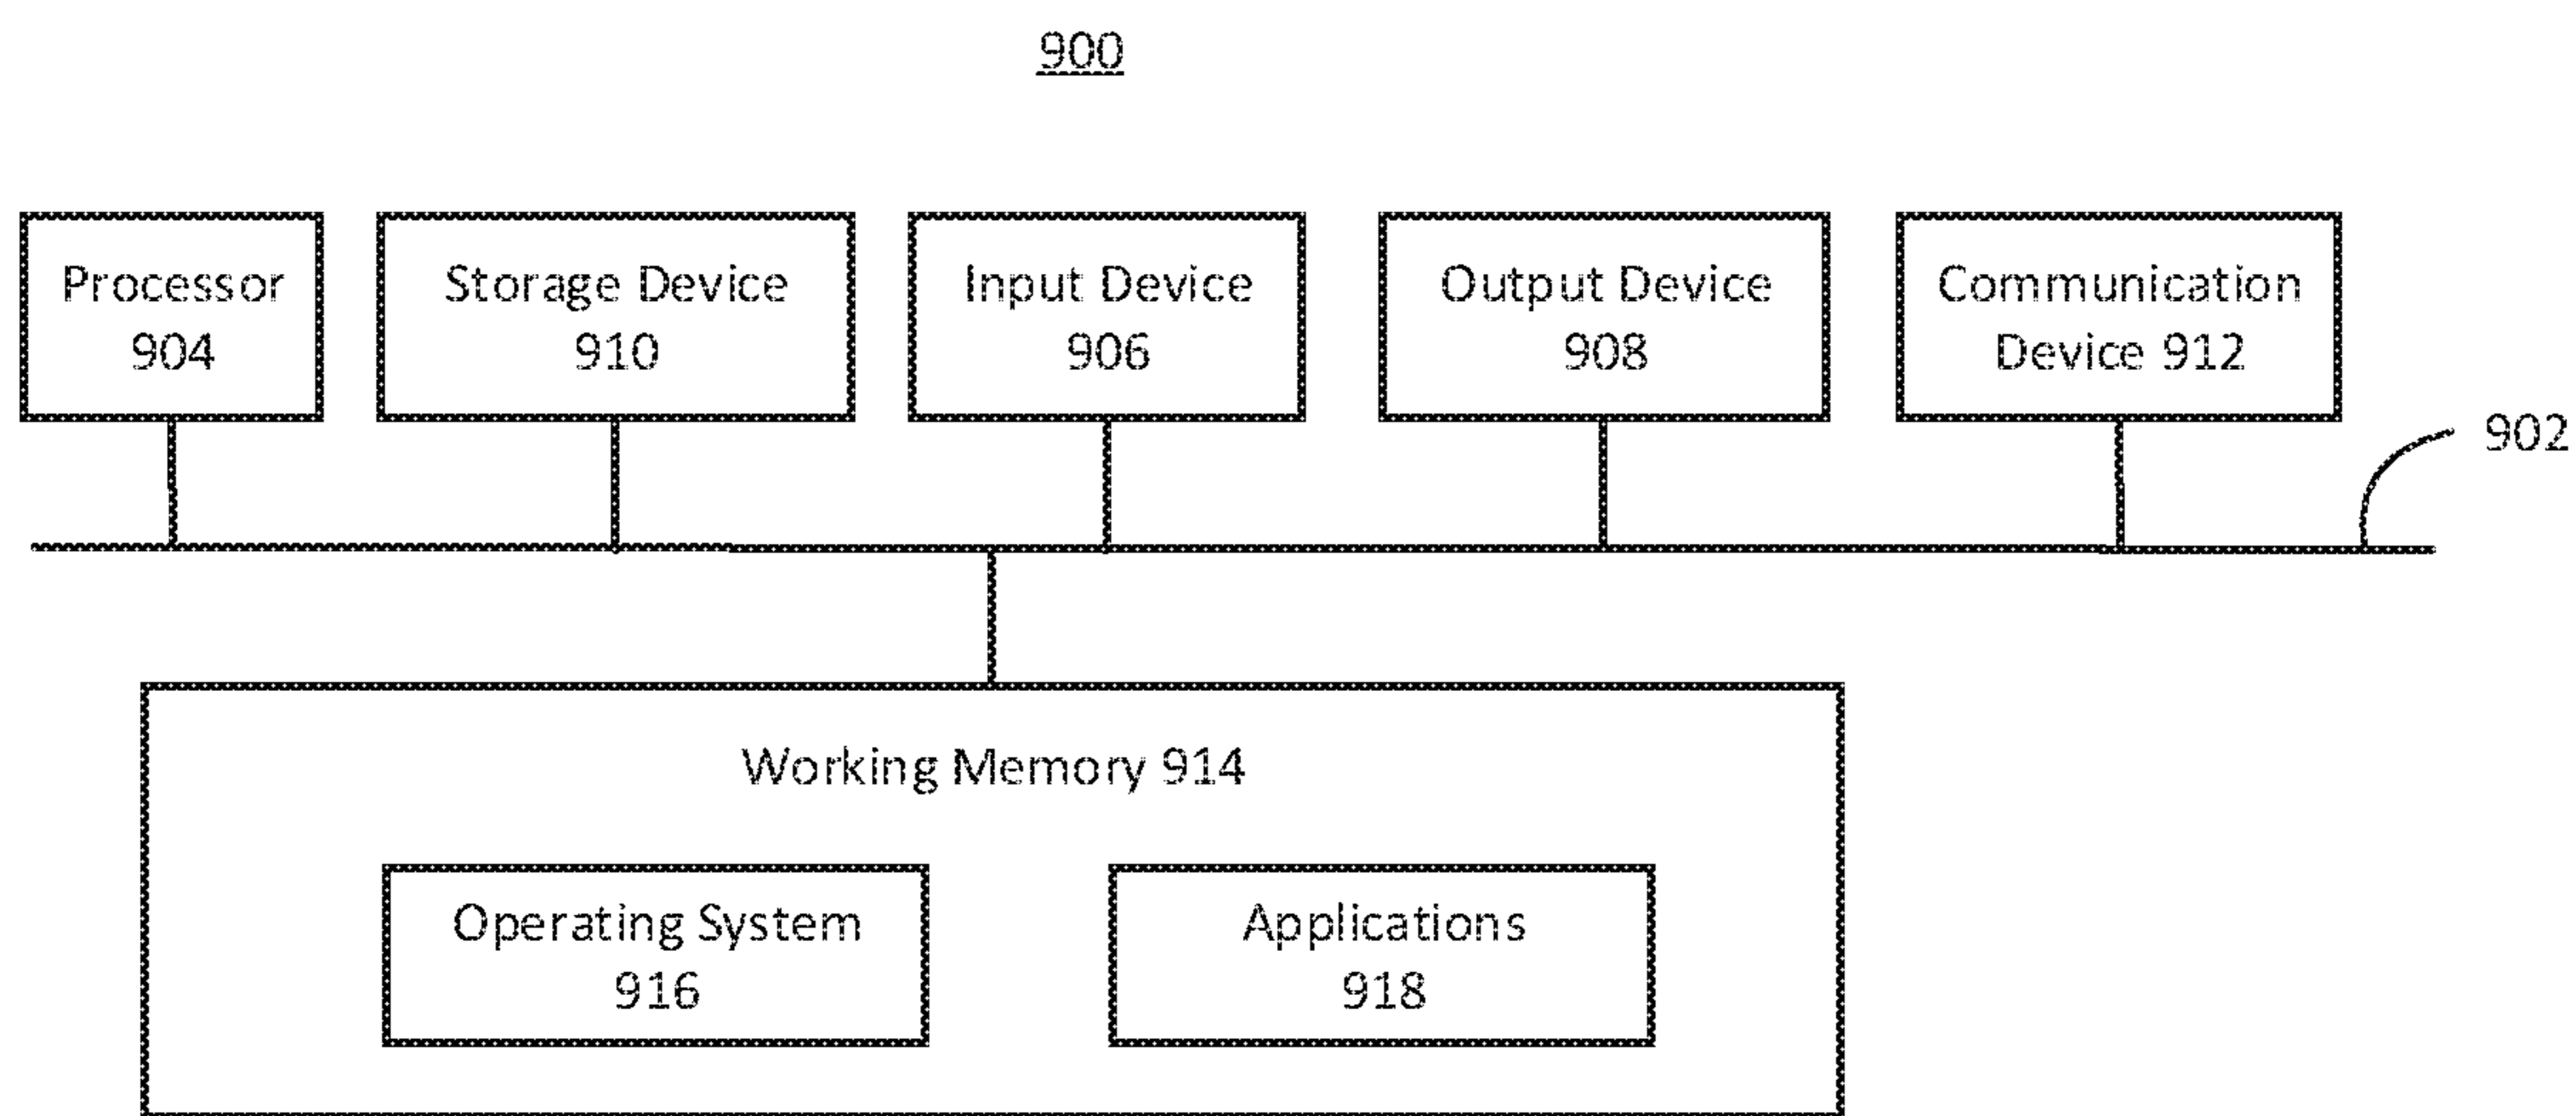 900
Processor
904
Storage Device
910
Input Device
906
Output Device
908
Communication
Device 912
902
Working Memory 914
Operating System
916
Applications
918